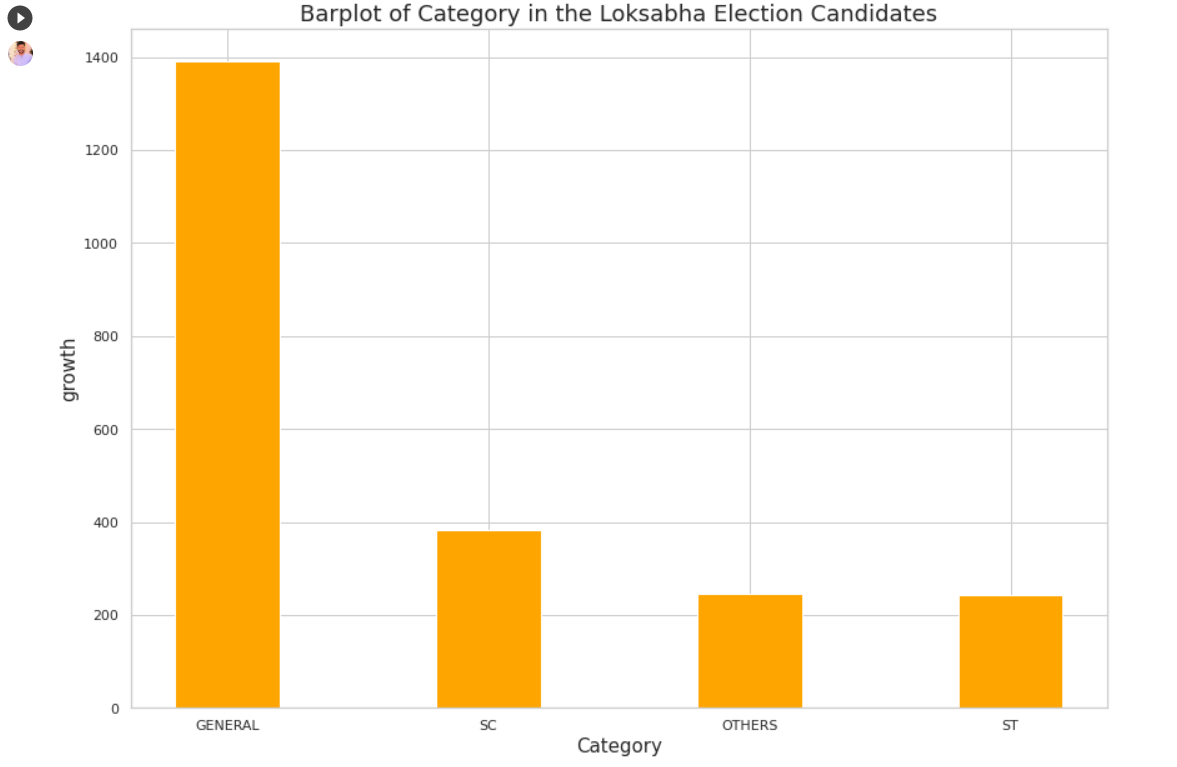 Barplot of Category in the Loksabha Election Candidates
1400
1200
1000
800
600
400
200
0
growth
GENERAL SC OTHERS ST
Category